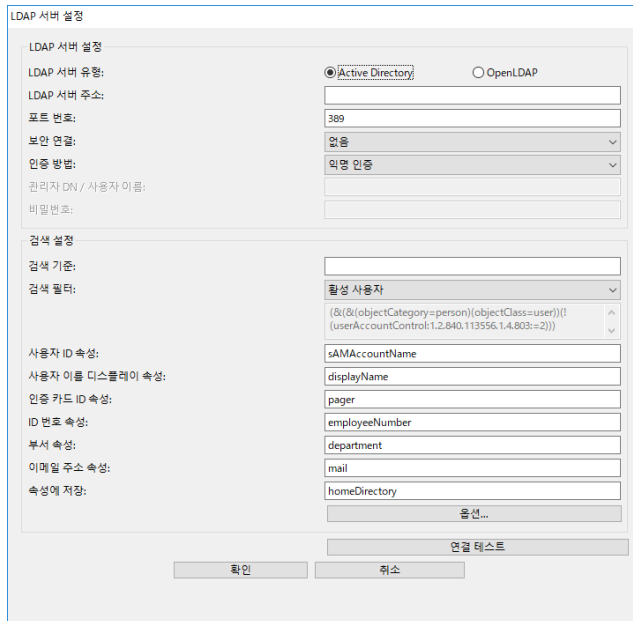 LDAP 서버 설정
LDAP 서버 설정
LDAP 서버 유형: Active Directory OpenLDAP
LDAP 서버 주소:
포트 번호: 389
보안 연결: 없음
인증 방법: 익명 인증
관리자 DN / 사용자 이름:
비밀번호:
검색 설정
검색 기준:
검색 필터: 활성 사용자
(&(&(objectCategory=person)(objectClass=user))(!
(userAccountControl:1.2.840.113556.1.4.803:=2)))
사용자 ID 속성: sAMAccountName
사용자 이름 디스플레이 속성: displayName
인증 카드 ID 속성: pager
ID 번호 속성: employeeNumber
부서 속성: department
이메일 주소 속성: mail
속성에 저장: homeDirectory
옵션...
연결 테스트
확인 취소